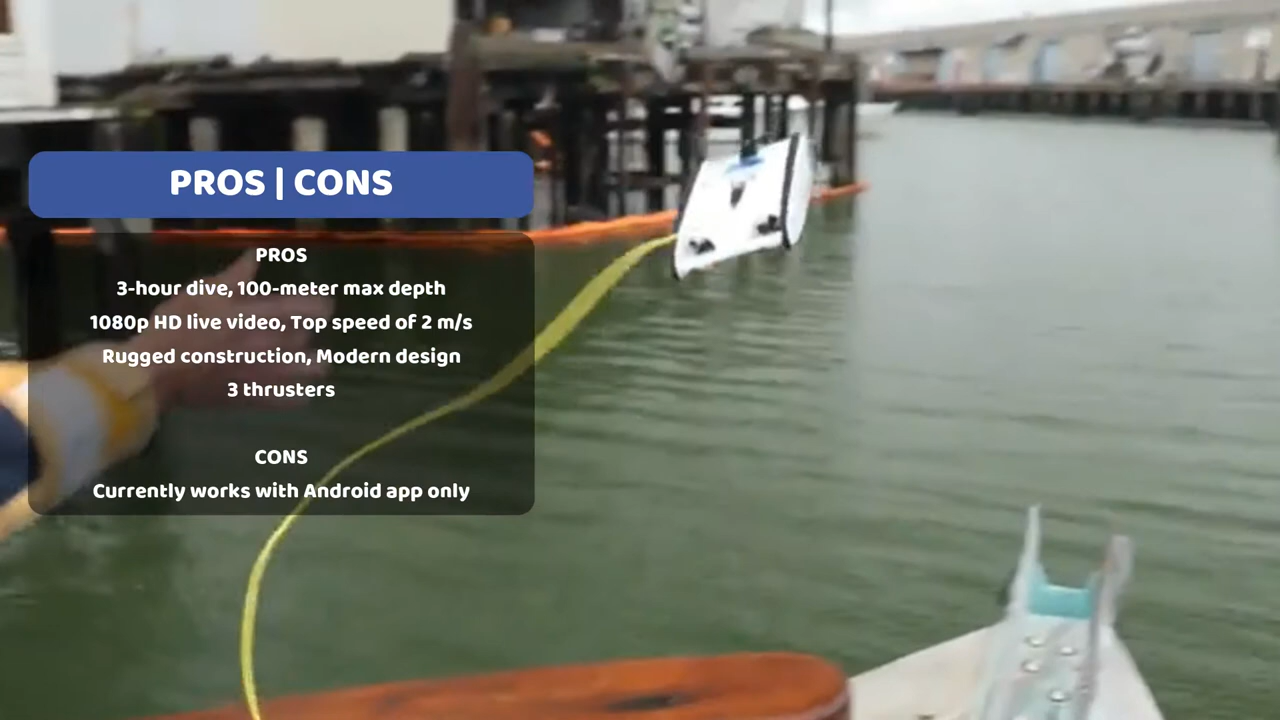 PROS | CONS
PROS
3-hour dive, 100-meter max depth
1080p HD live video, Top speed of 2 m/s
Rugged construction, Modern design
3 thrusters
CONS
Currently works with Android app only